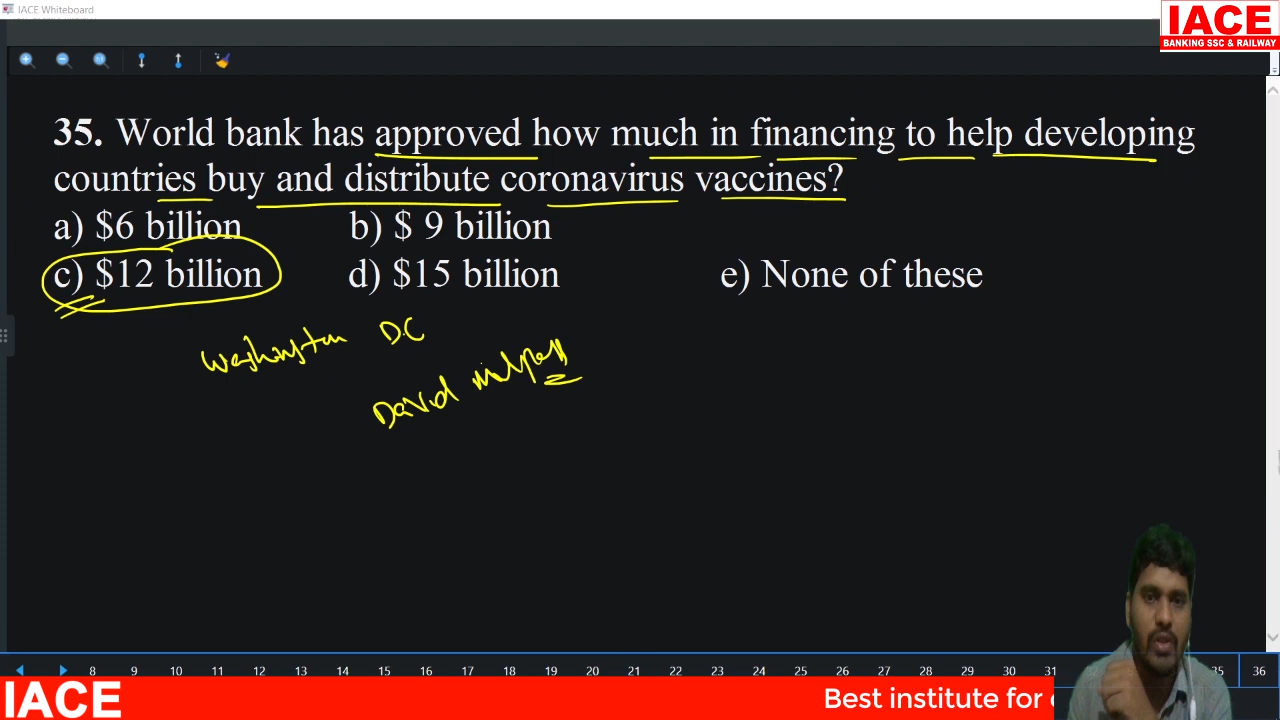 IACE Whiteboard
IACE
BANKING SSC & RAILWAY
35. World bank has approved how much in financing to help developing
countries buy and distribute coronavirus vaccines?
a) $6 billion b) $ 9 billion
c) $12 billion d) $15 billion e) None of these
Washington DC
David
8 9 10 11 12 13 14 15 16 17 18 19 20 21 22 23 24 25 26 27 28 29 30 31 35 36
IACE
Best institute for